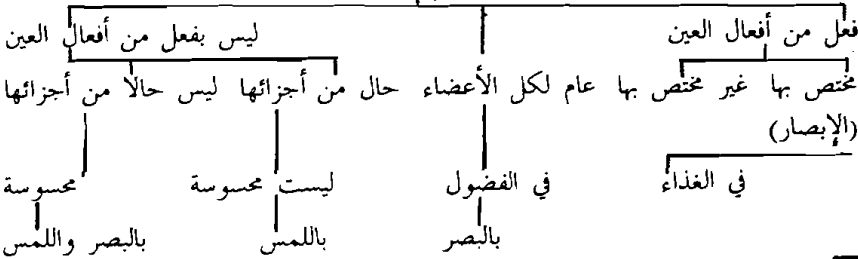 فعل من أفعال العين ليس بفعل من أفعال العين
مختص بها غير مختص بها عام لكل الأعضاء حال من أجزائها ليس حالًا من أجزائها
(الإبصار)
في الغذاء في الفضول ليست محسوسة محسوسة
بالبصر باللمس بالبصر واللمس